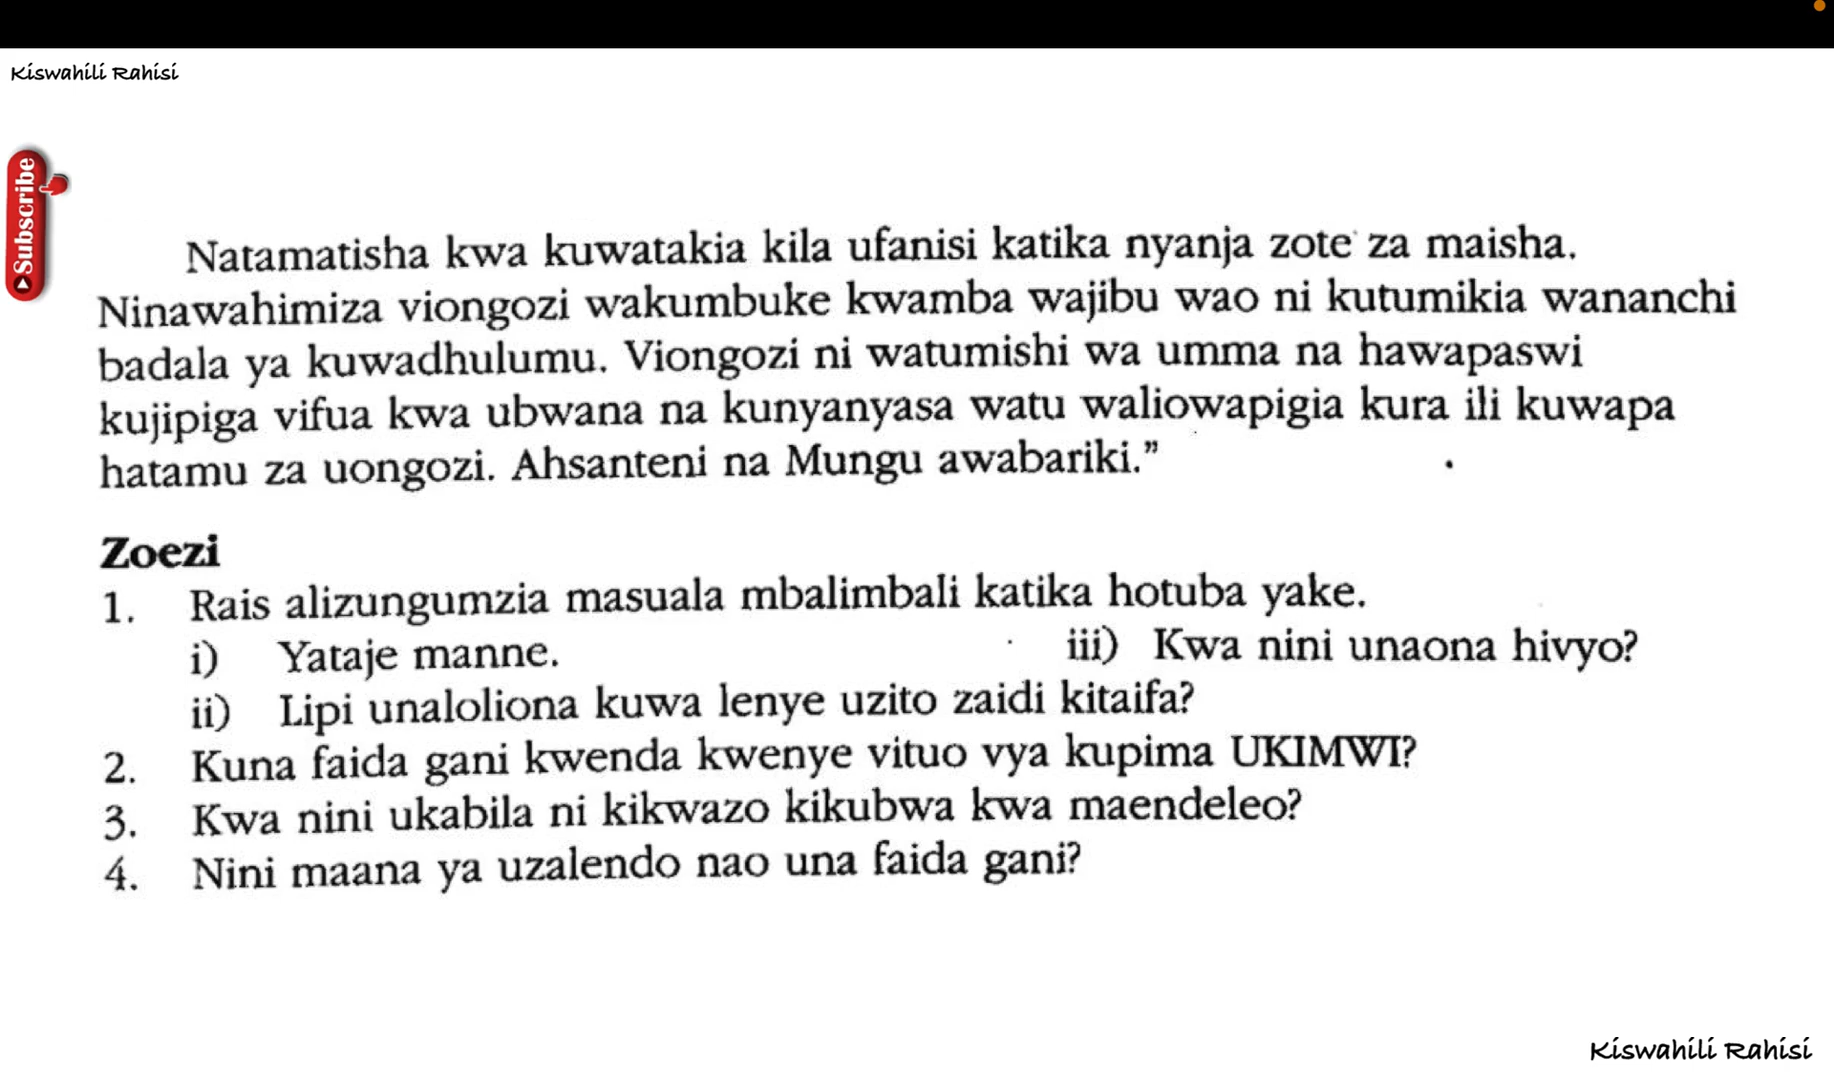 Kiswahili Rahisi
Subscribe
Natamatisha kwa kuwatakia kila ufanisi katika nyanja zote za maisha.
Ninawahimiza viongozi wakumbuke kwamba wajibu wao ni kutumikia wananchi
badala ya kuwadhulumu. Viongozi ni watumishi wa umma na hawapaswi
kujipiga vifua kwa ubwana na kunyanyasa watu waliowapigia kura ili kuwapa
hatamu za uongozi. Ahsanteni na Mungu awabariki.”
Zoezi
1. Rais alizungumzia masuala mbalimbali katika hotuba yake.
i) Yataje manne. iii) Kwa nini unaona hivyo?
ii) Lipi unaloliona kuwa lenye uzito zaidi kitaifa?
2. Kuna faida gani kwenda kwenye vituo vya kupima UKIMWI?
3. Kwa nini ukabila ni kikwazo kikubwa kwa maendeleo?
4. Nini maana ya uzalendo nao una faida gani?
Kiswahili Rahisi